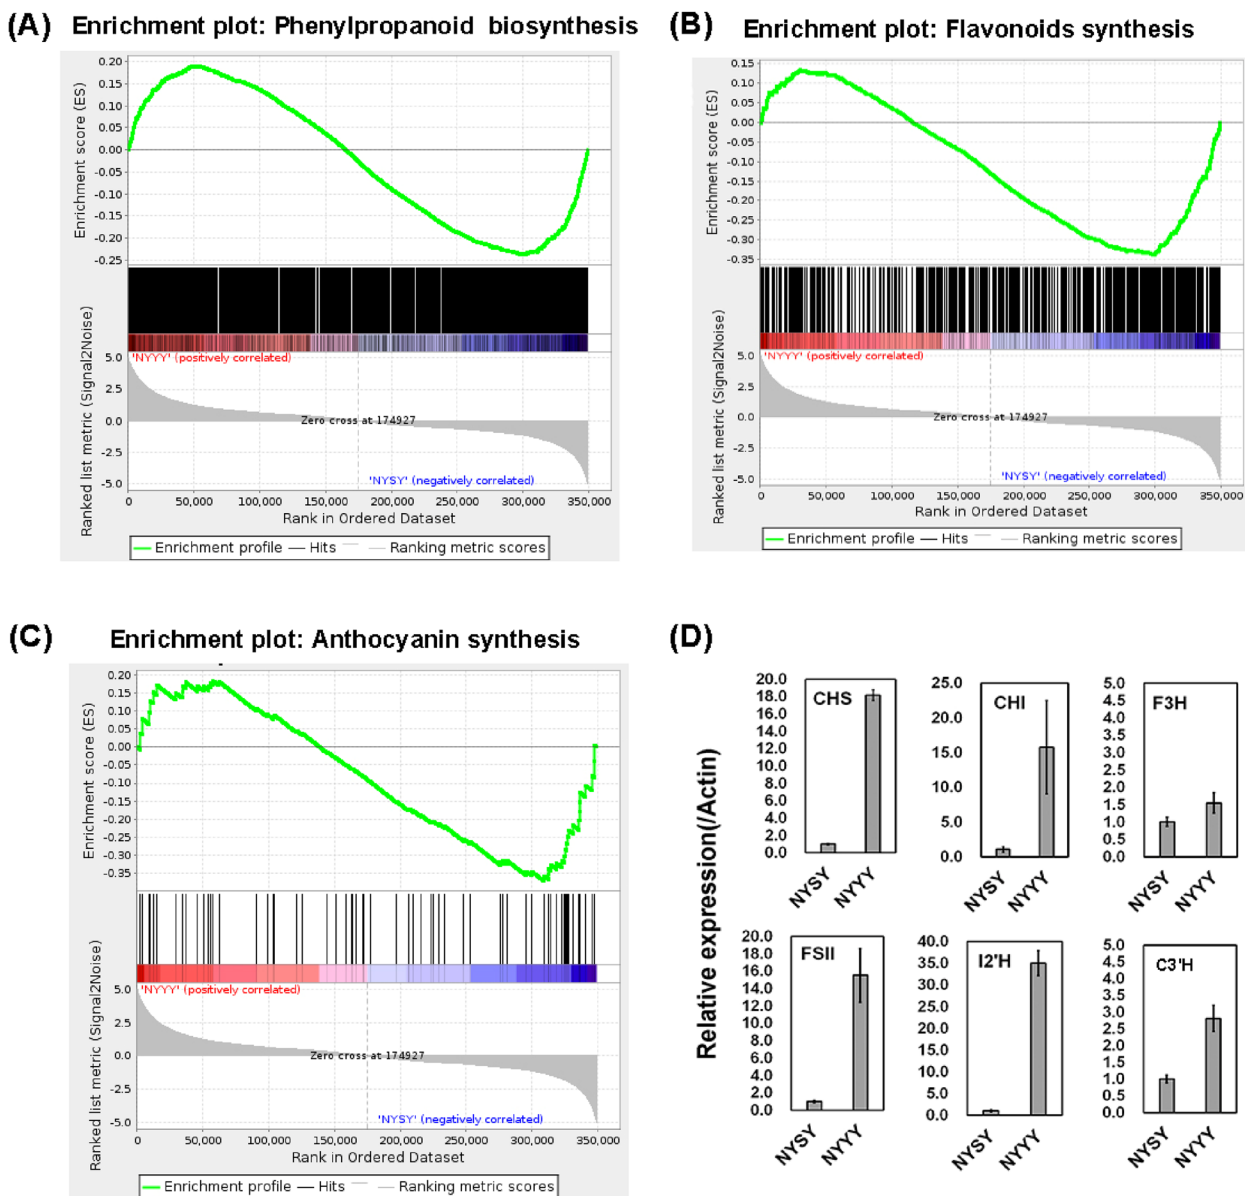 (A) Enrichment plot: Phenylpropanoid biosynthesis
Enrichment score (ES)
0.20
0.15
0.10
0.05
0.00
-0.05
-0.10
-0.15
-0.20
-0.25
Ranked list metric (Signal2Noise)
5.0
2.5
0.0
-2.5
-5.0
'NYYY' (positively correlated)
Zero cross at 174927
'NYSY' (negatively correlated)
0 50,000 100,000 150,000 200,000 250,000 300,000 350,000
Rank in Ordered Dataset
Enrichment profile Hits Ranking metric scores
(B) Enrichment plot: Flavonoids synthesis
Enrichment score (ES)
0.15
0.10
0.05
0.00
-0.05
-0.10
-0.15
-0.20
-0.25
-0.30
-0.35
Ranked list metric (Signal2Noise)
5.0
2.5
0.0
-2.5
-5.0
'NYYY' (positively correlated)
Zero cross at 174927
'NYSY' (negatively correlated)
0 50,000 100,000 150,000 200,000 250,000 300,000 350,000
Rank in Ordered Dataset
Enrichment profile Hits Ranking metric scores
(C) Enrichment plot: Anthocyanin synthesis
Enrichment score (ES)
0.20
0.15
0.10
0.05
0.00
-0.05
-0.10
-0.15
-0.20
-0.25
-0.30
-0.35
Ranked list metric (Signal2Noise)
5.0
2.5
0.0
-2.5
-5.0
'NYYY' (positively correlated)
Zero cross at 174927
'NYSY' (negatively correlated)
0 50,000 100,000 150,000 200,000 250,000 300,000 350,000
Rank in Ordered Dataset
Enrichment profile Hits Ranking metric scores
(D)
Relative expression(/Actin)
CHS
20.0
18.0
16.0
14.0
12.0
10.0
8.0
6.0
4.0
2.0
0.0
NYSY NYYY
CHI
25.0
20.0
15.0
10.0
5.0
0.0
NYSY NYYY
F3H
5.0
4.5
4.0
3.5
3.0
2.5
2.0
1.5
1.0
0.5
0.0
NYSY NYYY
FSII
20.0
18.0
16.0
14.0
12.0
10.0
8.0
6.0
4.0
2.0
0.0
NYSY NYYY
I2'H
40.0
35.0
30.0
25.0
20.0
15.0
10.0
5.0
0.0
NYSY NYYY
C3'H
5.0
4.5
4.0
3.5
3.0
2.5
2.0
1.5
1.0
0.5
0.0
NYSY NYYY